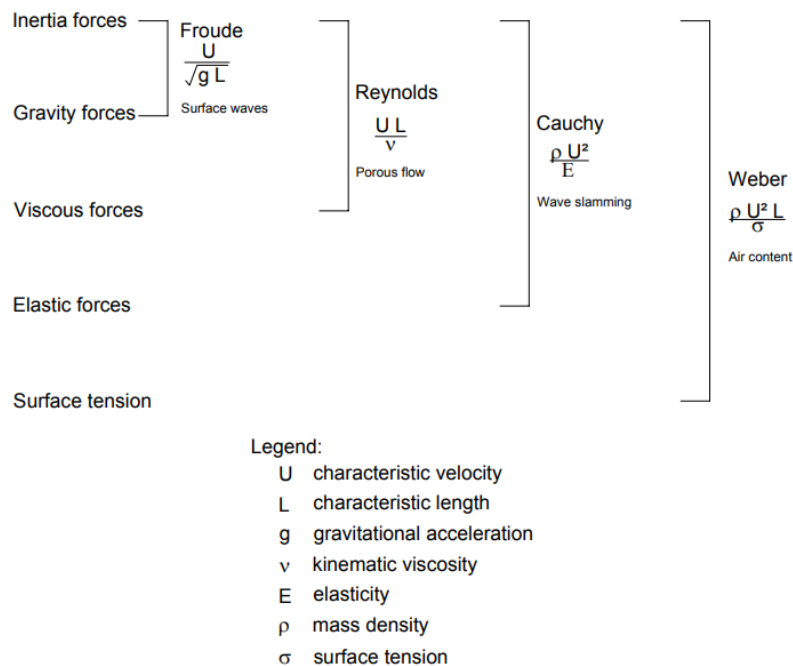 Inertia forces
Froude
U
√g L
Surface waves
Gravity forces
Reynolds
U L
ν
Porous flow
Cauchy
ρ U²
E
Wave slamming
Weber
ρ U² L
σ
Air content
Viscous forces
Elastic forces
Surface tension
Legend:
U characteristic velocity
L characteristic length
g gravitational acceleration
ν kinematic viscosity
E elasticity
ρ mass density
σ surface tension